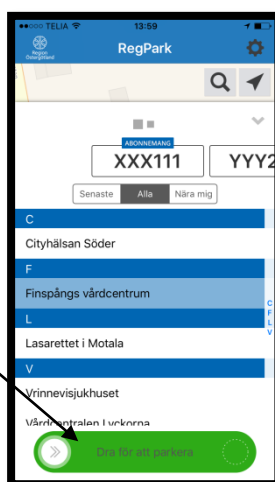 TELIA 13:59
Region
Östergötland
RegPark
ABONNEMANG
XXX111 YYY2
Senaste Alla Nära mig
C
Cityhälsan Söder
F
Finspångs vårdcentrum
L
Lasarettet i Motala
V
Vrinnevisjukhuset
Vårdcentralen Lyckorna
C
F
L
V
Dra för att parkera